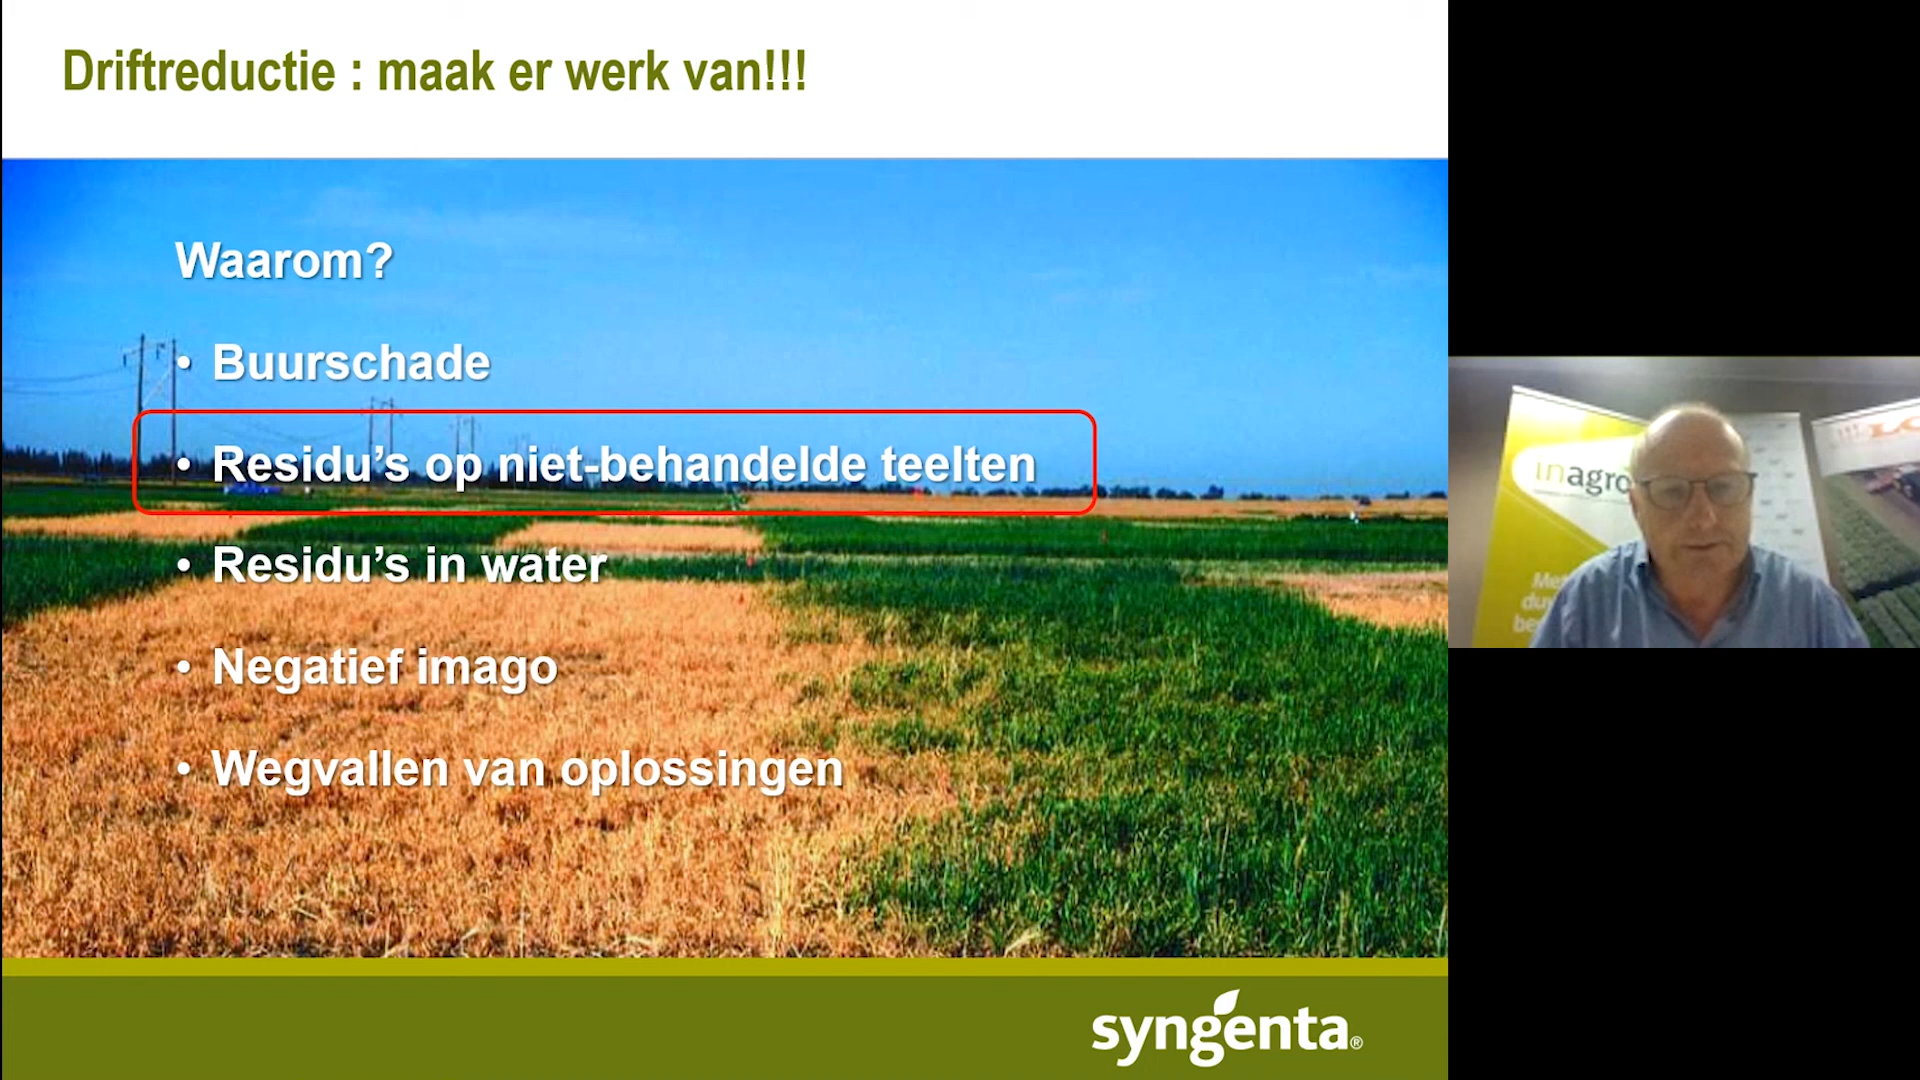 Driftreductie : maak er werk van!!!
Waarom?
• Buurschade
• Residu’s op niet-behandelde teelten
• Residu’s in water
• Negatief imago
• Wegvallen van oplossingen
syngenta®
inagro